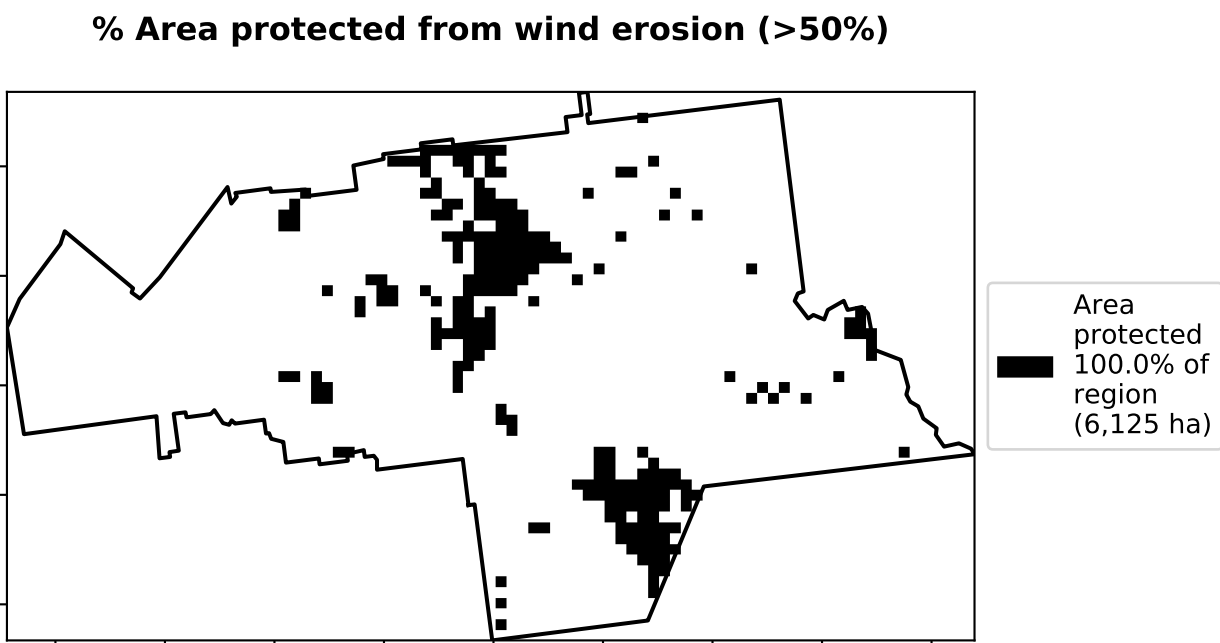 % Area protected from wind erosion (>50%)
Area
protected
100.0% of
region
(6,125 ha)